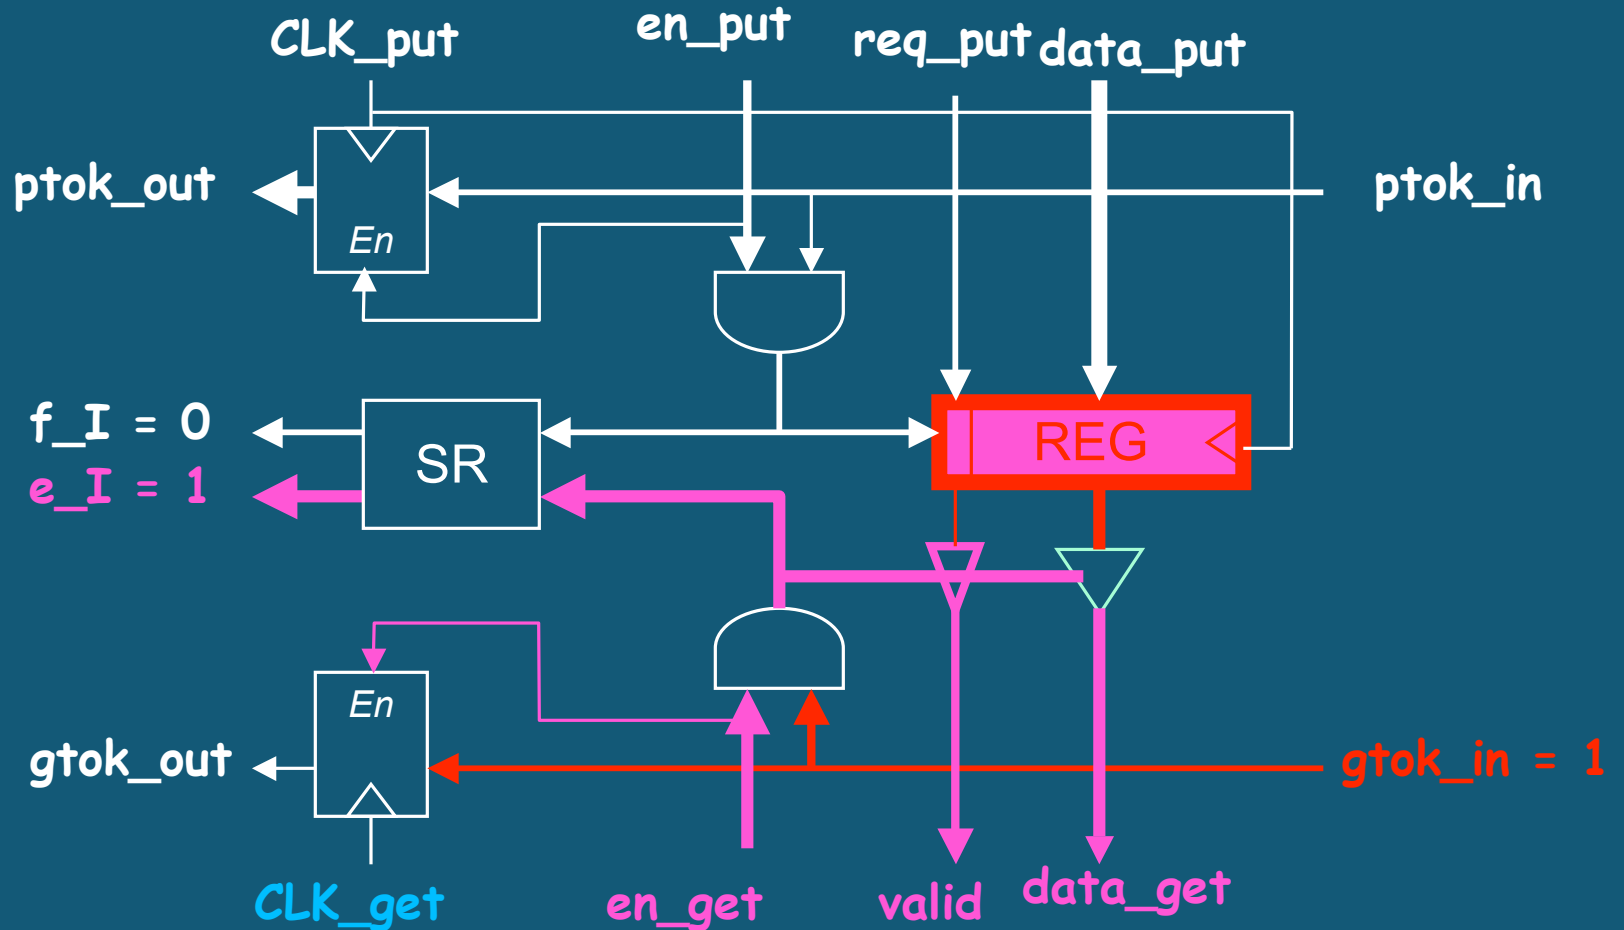 CLK_put
en_put
req_put
data_put
ptok_out
ptok_in
En
f_I = 0
e_I = 1
SR
REG
En
gtok_out
gtok_in = 1
CLK_get
en_get
valid
data_get